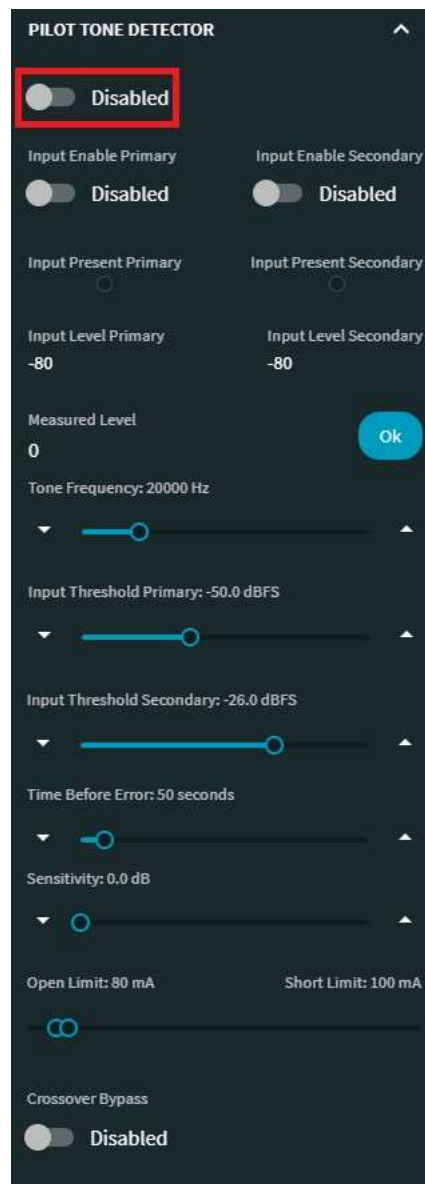 PILOT TONE DETECTOR
Disabled
Input Enable Primary Input Enable Secondary
Disabled Disabled
Input Present Primary Input Present Secondary
Input Level Primary Input Level Secondary
-80 -80
Measured Level
0 Ok
Tone Frequency: 20000 Hz
Input Threshold Primary: -50.0 dBFS
Input Threshold Secondary: -26.0 dBFS
Time Before Error: 50 seconds
Sensitivity: 0.0 dB
Open Limit: 80 mA Short Limit: 100 mA
Crossover Bypass
Disabled